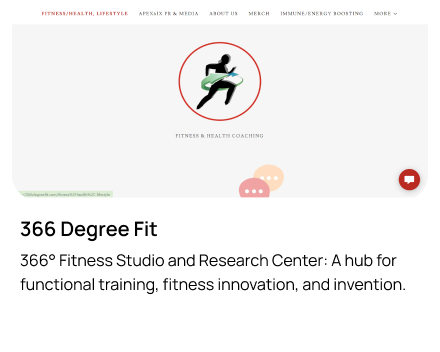 FITNESS/HEALTH, LIFESTYLE APEX6IX PR & MEDIA ABOUT US MERCH IMMUNE/ENERGY BOOSTING MORE
FITNESS & HEALTH COACHING
366 Degree Fit
366° Fitness Studio and Research Center: A hub for
functional training, fitness innovation, and invention.